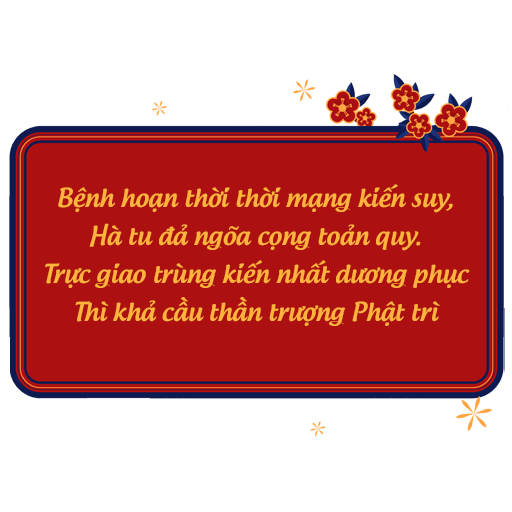 Bệnh hoạn thời thời mạng kiến suy,
Hà tu đả ngõa cọng toản quy.
Trực giao trùng kiến nhất dương phục
Thì khả cầu thần trượng Phật trì